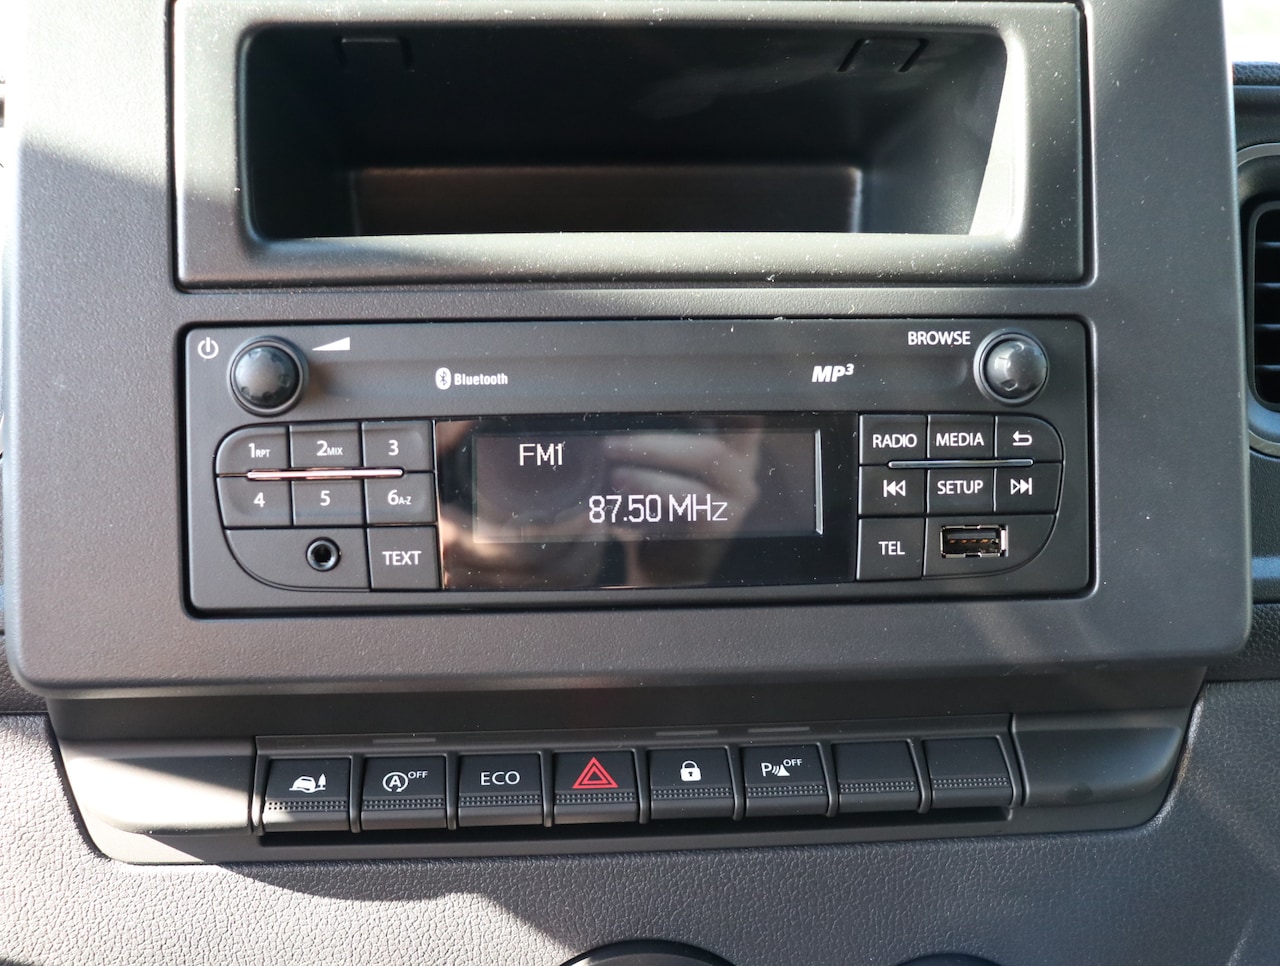 BROWSE
Bluetooth
MP3
1RPT 2MIX 3
4 5 6A-Z
TEXT
FM1
87.50 MHz
RADIO MEDIA
SETUP
TEL
A OFF
ECO
P OFF